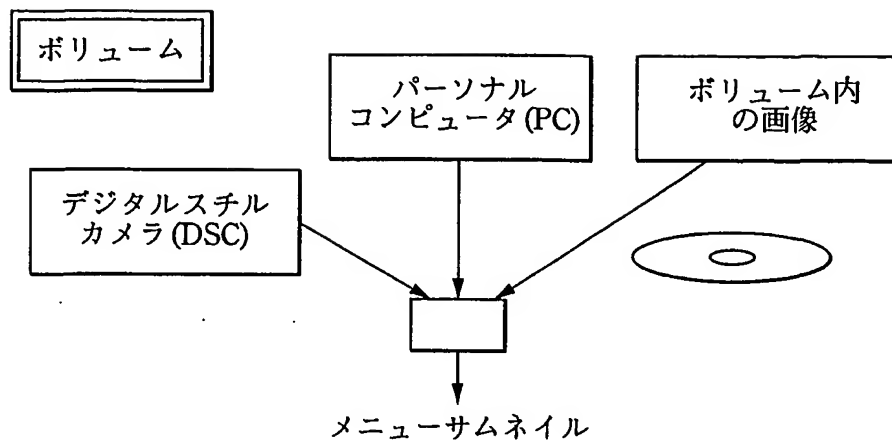 ボリューム
パーソナル
コンピュータ(PC)
ボリューム内
の画像
デジタルスチル
カメラ(DSC)
メニューサムネイル